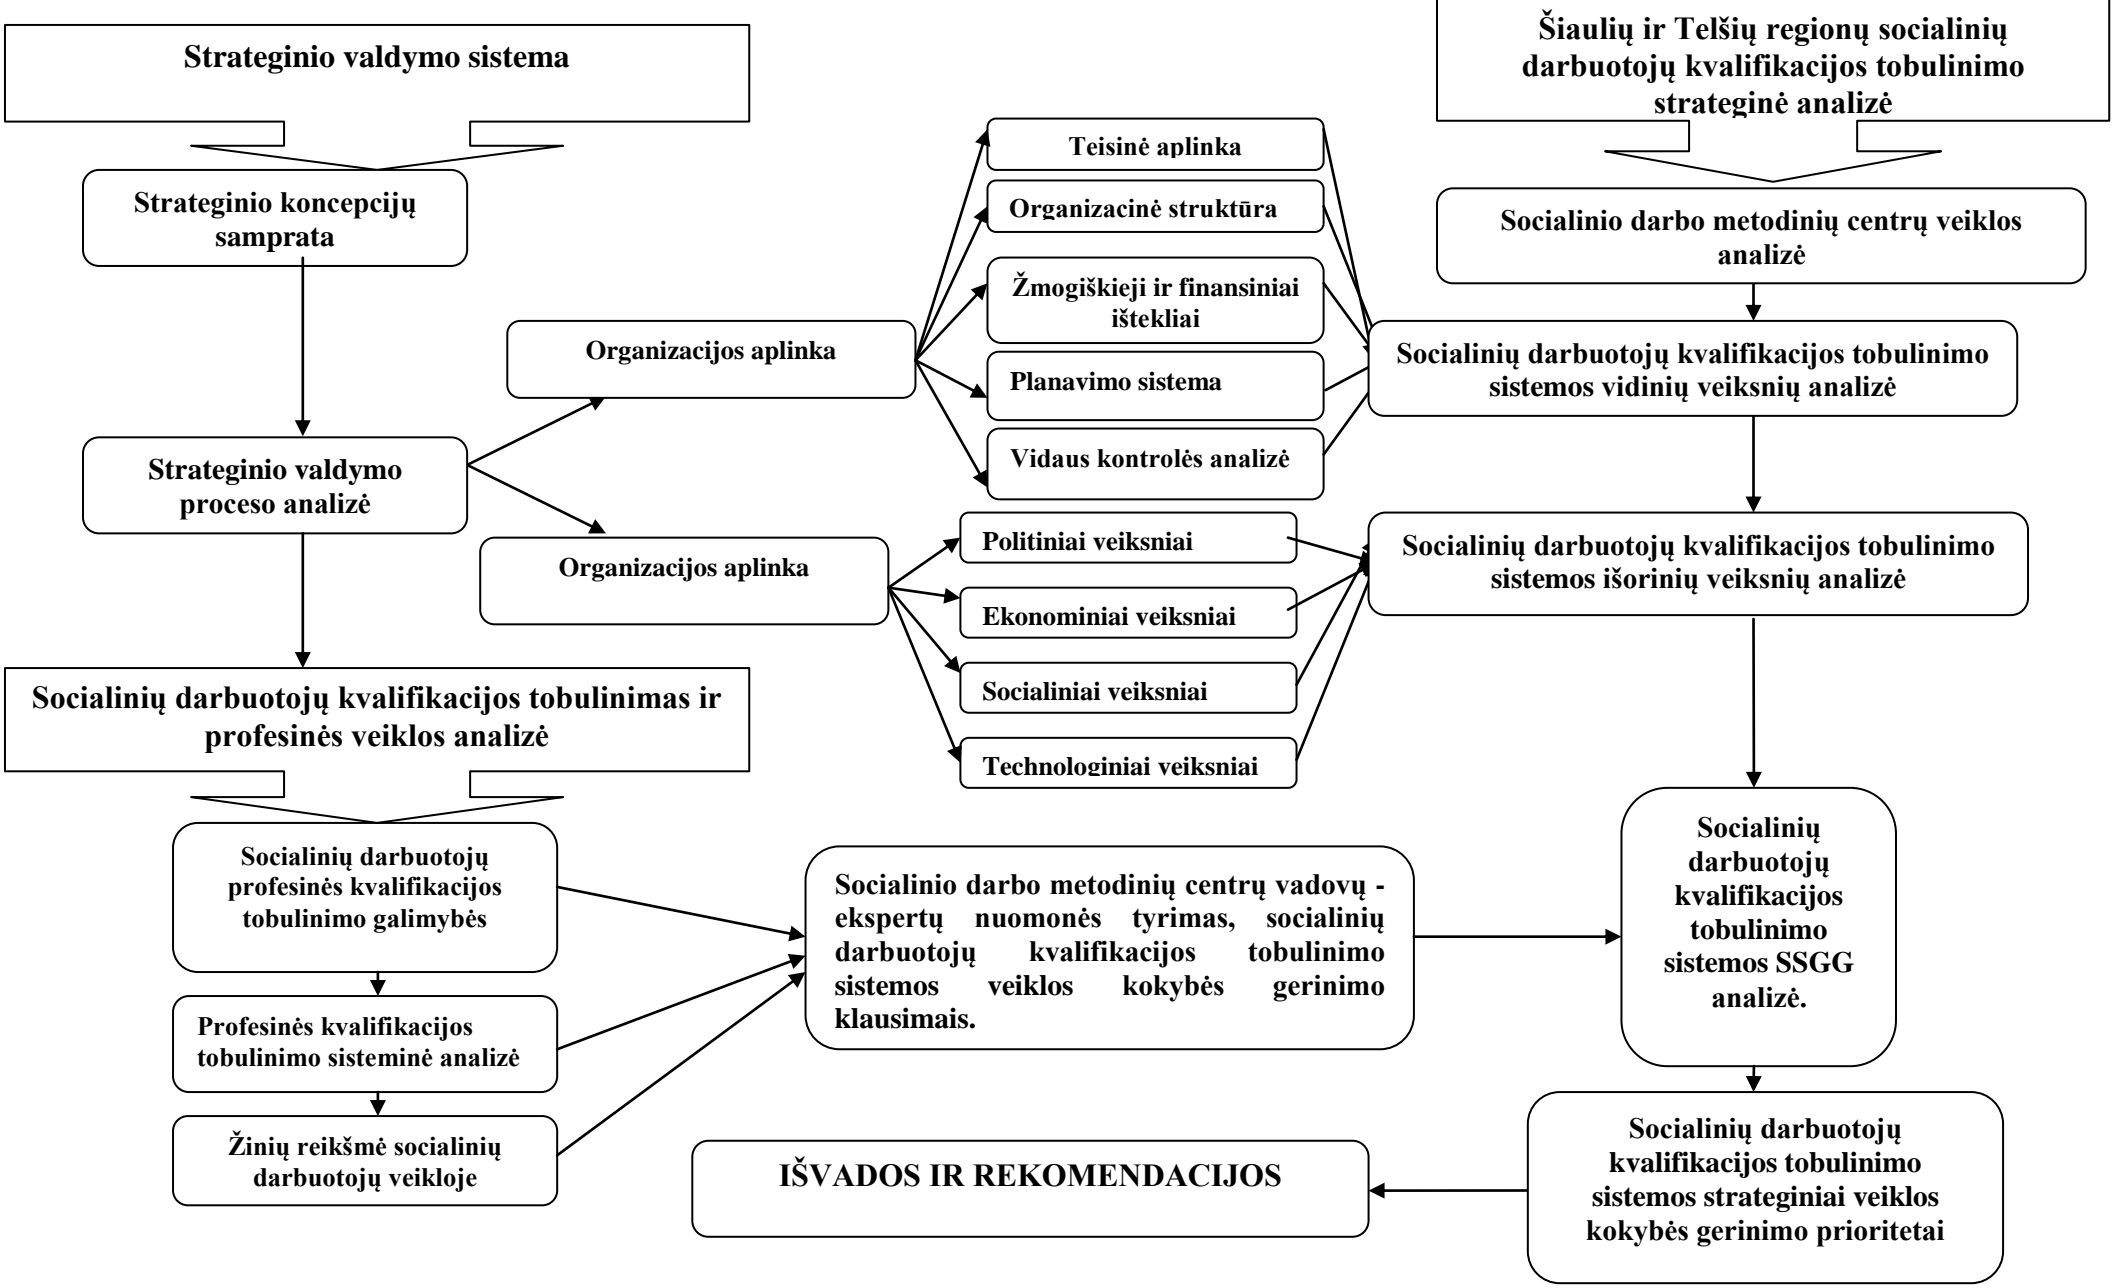 Strateginio valdymo sistema
Strateginio koncepcijų
samprata
Strateginio valdymo
proceso analizė
Organizacijos aplinka
Organizacijos aplinka
Teisinė aplinka
Organizacinė struktūra
Žmogiškieji ir finansiniai
ištekliai
Planavimo sistema
Vidaus kontrolės analizė
Politiniai veiksniai
Ekonominiai veiksniai
Socialiniai veiksniai
Technologiniai veiksniai
Šiaulių ir Telšių regionų socialinių
darbuotojų kvalifikacijos tobulinimo
strateginė analizė
Socialinio darbo metodinių centrų veiklos
analizė
Socialinių darbuotojų kvalifikacijos tobulinimo
sistemos vidinių veiksnių analizė
Socialinių darbuotojų kvalifikacijos tobulinimo
sistemos išorinių veiksnių analizė
Socialinių darbuotojų kvalifikacijos tobulinimas ir
profesinės veiklos analizė
Socialinių darbuotojų
profesinės kvalifikacijos
tobulinimo galimybės
Profesinės kvalifikacijos
tobulinimo sisteminė analizė
Žinių reikšmė socialinių
darbuotojų veikloje
Socialinio darbo metodinių centrų vadovų -
ekspertų nuomonės tyrimas, socialinių
darbuotojų kvalifikacijos tobulinimo
sistemos veiklos kokybės gerinimo
klausimais.
Socialinių
darbuotojų
kvalifikacijos
tobulinimo
sistemos SSGG
analizė.
Socialinių darbuotojų
kvalifikacijos tobulinimo
sistemos strateginiai veiklos
kokybės gerinimo prioritetai
IŠVADOS IR REKOMENDACIJOS